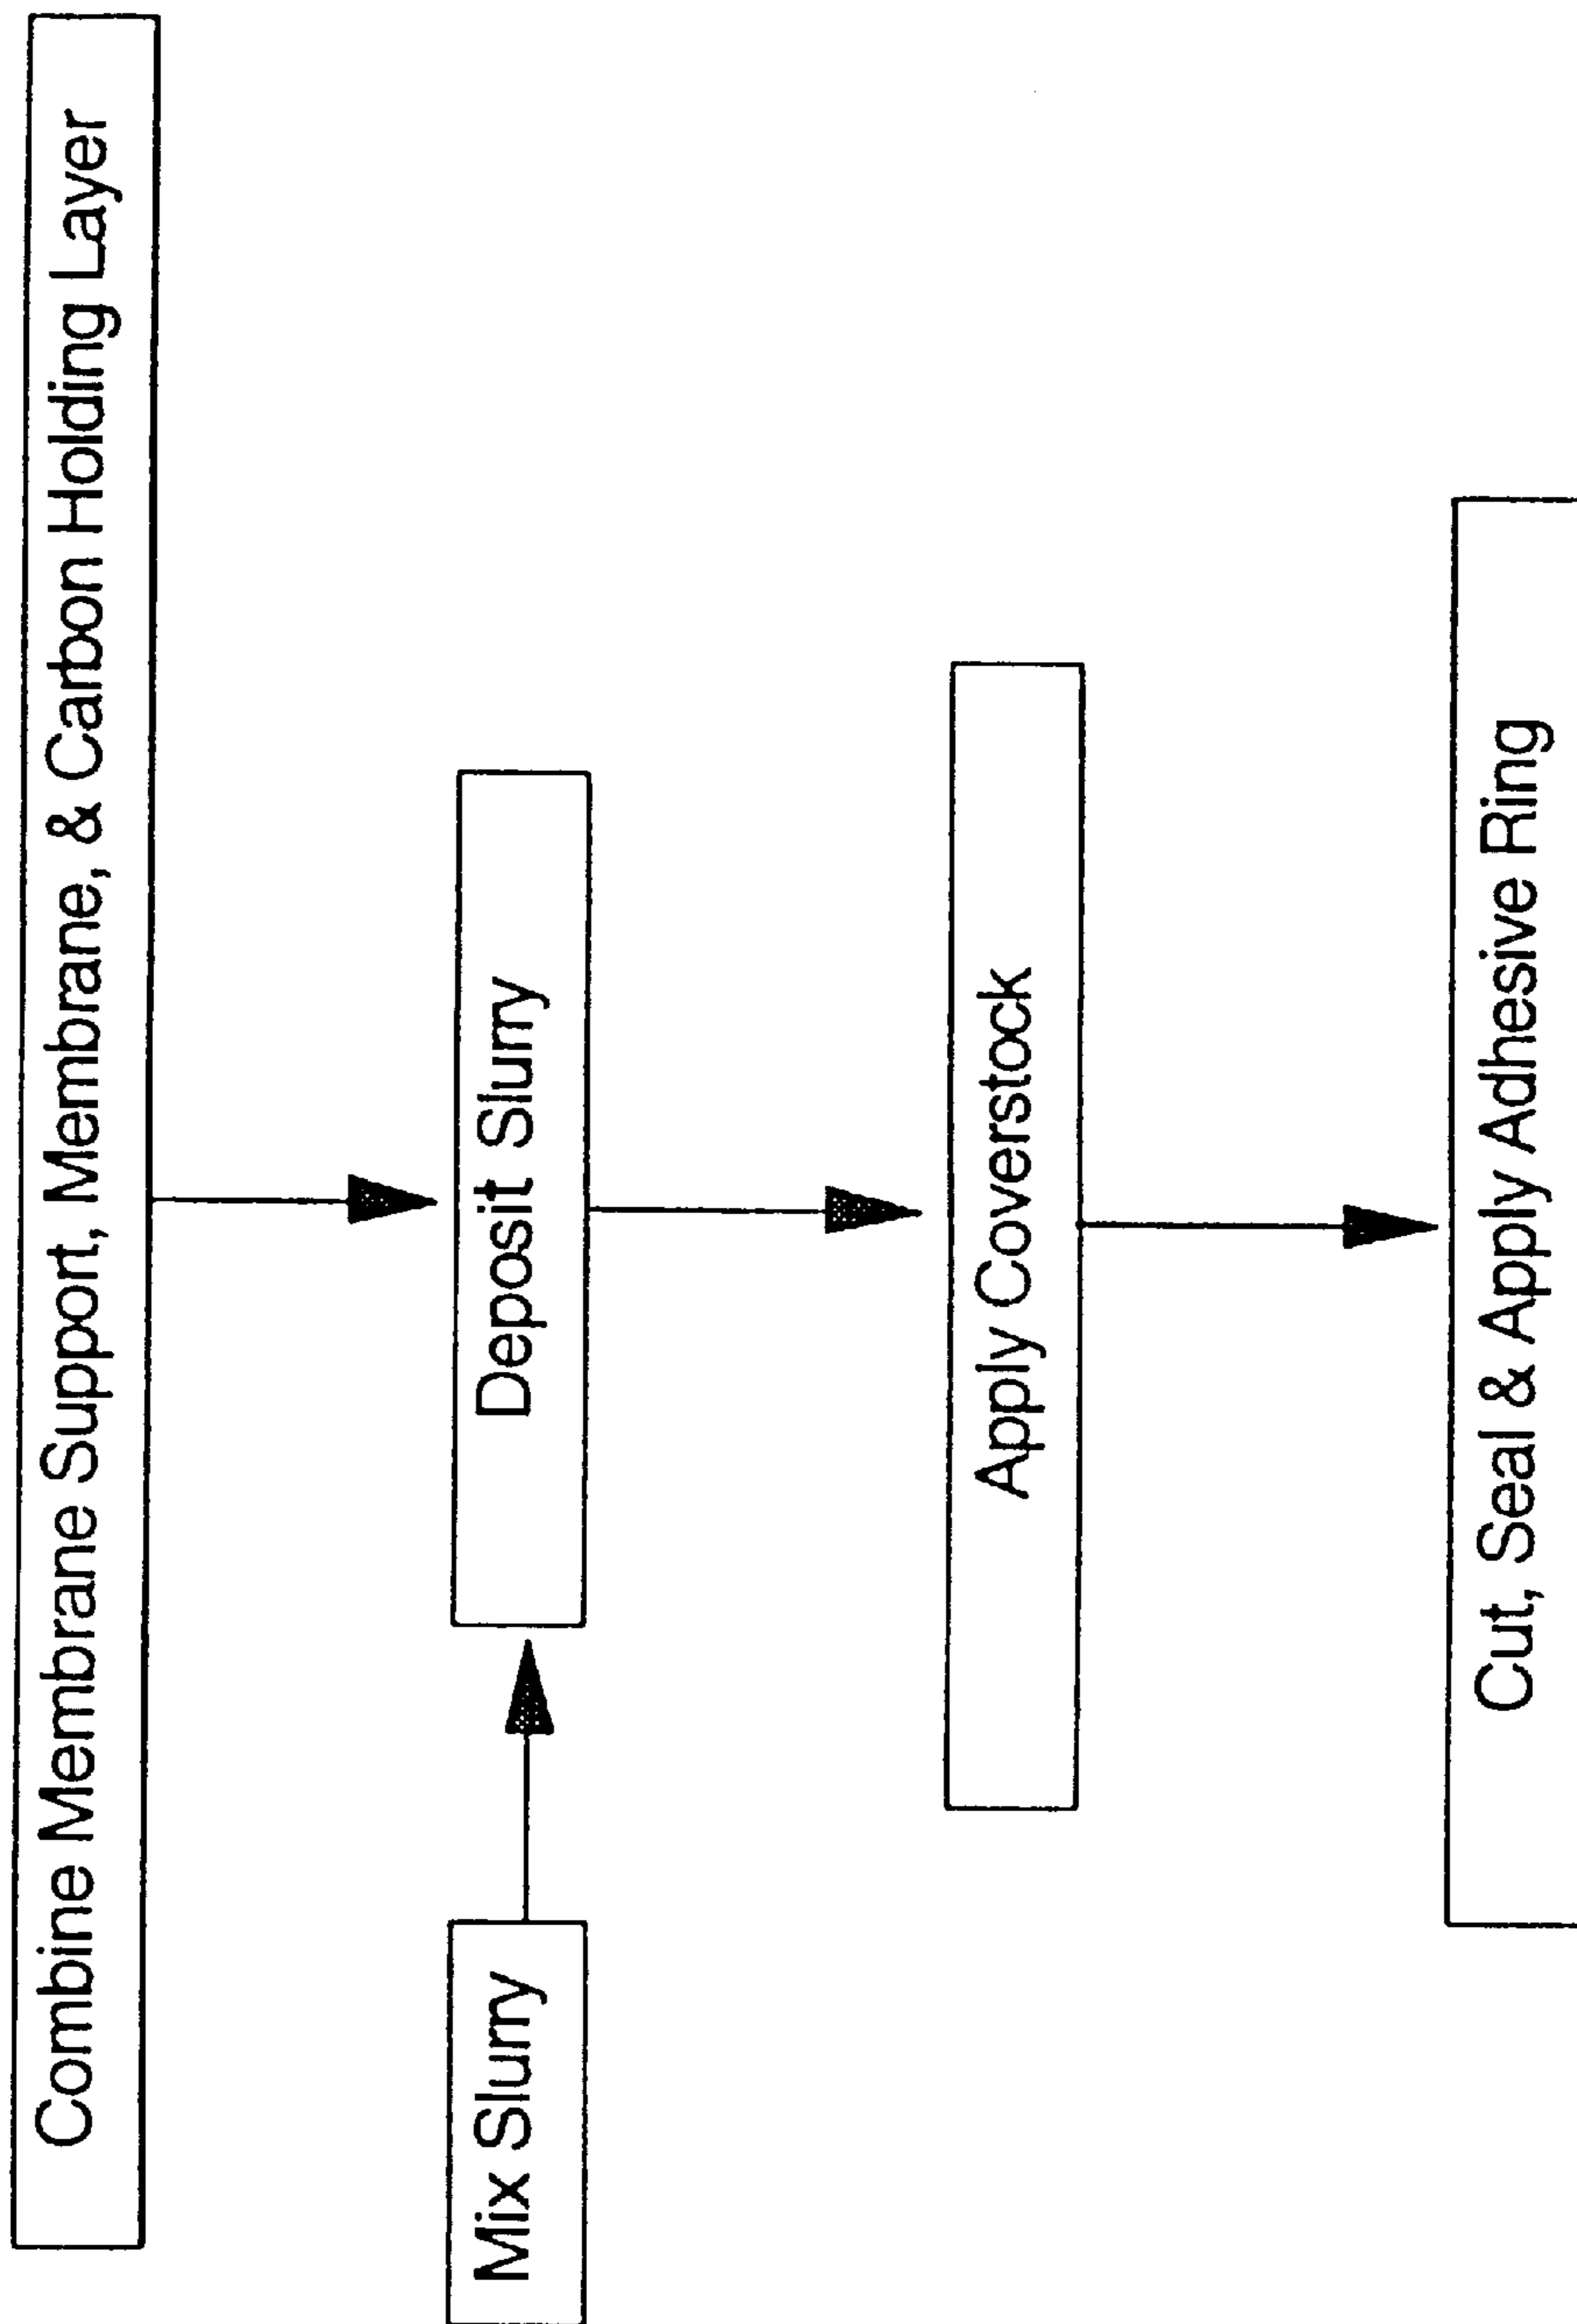 Combine Membrane Support, Membrane, & Carbon Holding Layer
Mix Slurry
Deposit Slurry
Apply Coverstock
Cut, Seal & Apply Adhesive Ring